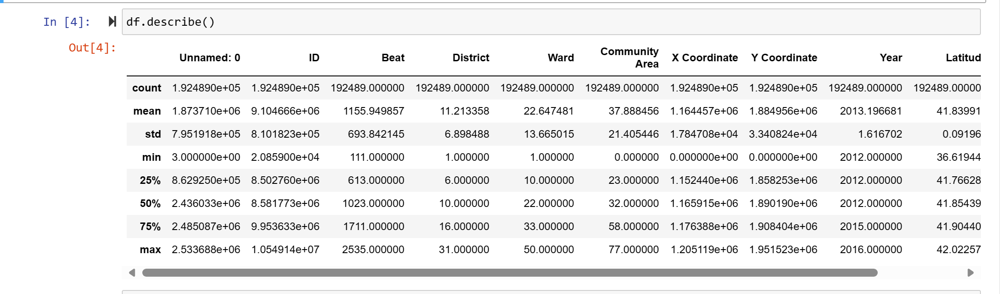 In [4]: df.describe()
Out[4]:
Unnamed: 0 ID Beat District Ward Community Area X Coordinate Y Coordinate Year Latitud
count 1.924890e+05 1.924890e+05 192489.000000 192489.000000 192489.000000 192489.000000 1.924890e+05 1.924890e+05 192489.000000 192489.00000
mean 1.873710e+06 9.104666e+06 1155.949857 11.213358 22.647481 37.888456 1.164457e+06 1.884956e+06 2013.196681 41.83991
std 7.951918e+05 8.101823e+05 693.842145 6.898488 13.665015 21.405446 1.784708e+04 3.340824e+04 1.616702 0.09196
min 3.000000e+00 2.085900e+04 111.000000 1.000000 1.000000 0.000000 0.000000e+00 0.000000e+00 2012.000000 36.61944
25% 8.629250e+05 8.502760e+06 613.000000 6.000000 10.000000 23.000000 1.152440e+06 1.858253e+06 2012.000000 41.76628
50% 2.436033e+06 8.581773e+06 1023.000000 10.000000 22.000000 32.000000 1.165915e+06 1.890190e+06 2012.000000 41.85439
75% 2.485087e+06 9.953633e+06 1711.000000 16.000000 33.000000 58.000000 1.176388e+06 1.908404e+06 2015.000000 41.90440
max 2.533688e+06 1.054914e+07 2535.000000 31.000000 50.000000 77.000000 1.205119e+06 1.951523e+06 2016.000000 42.02257